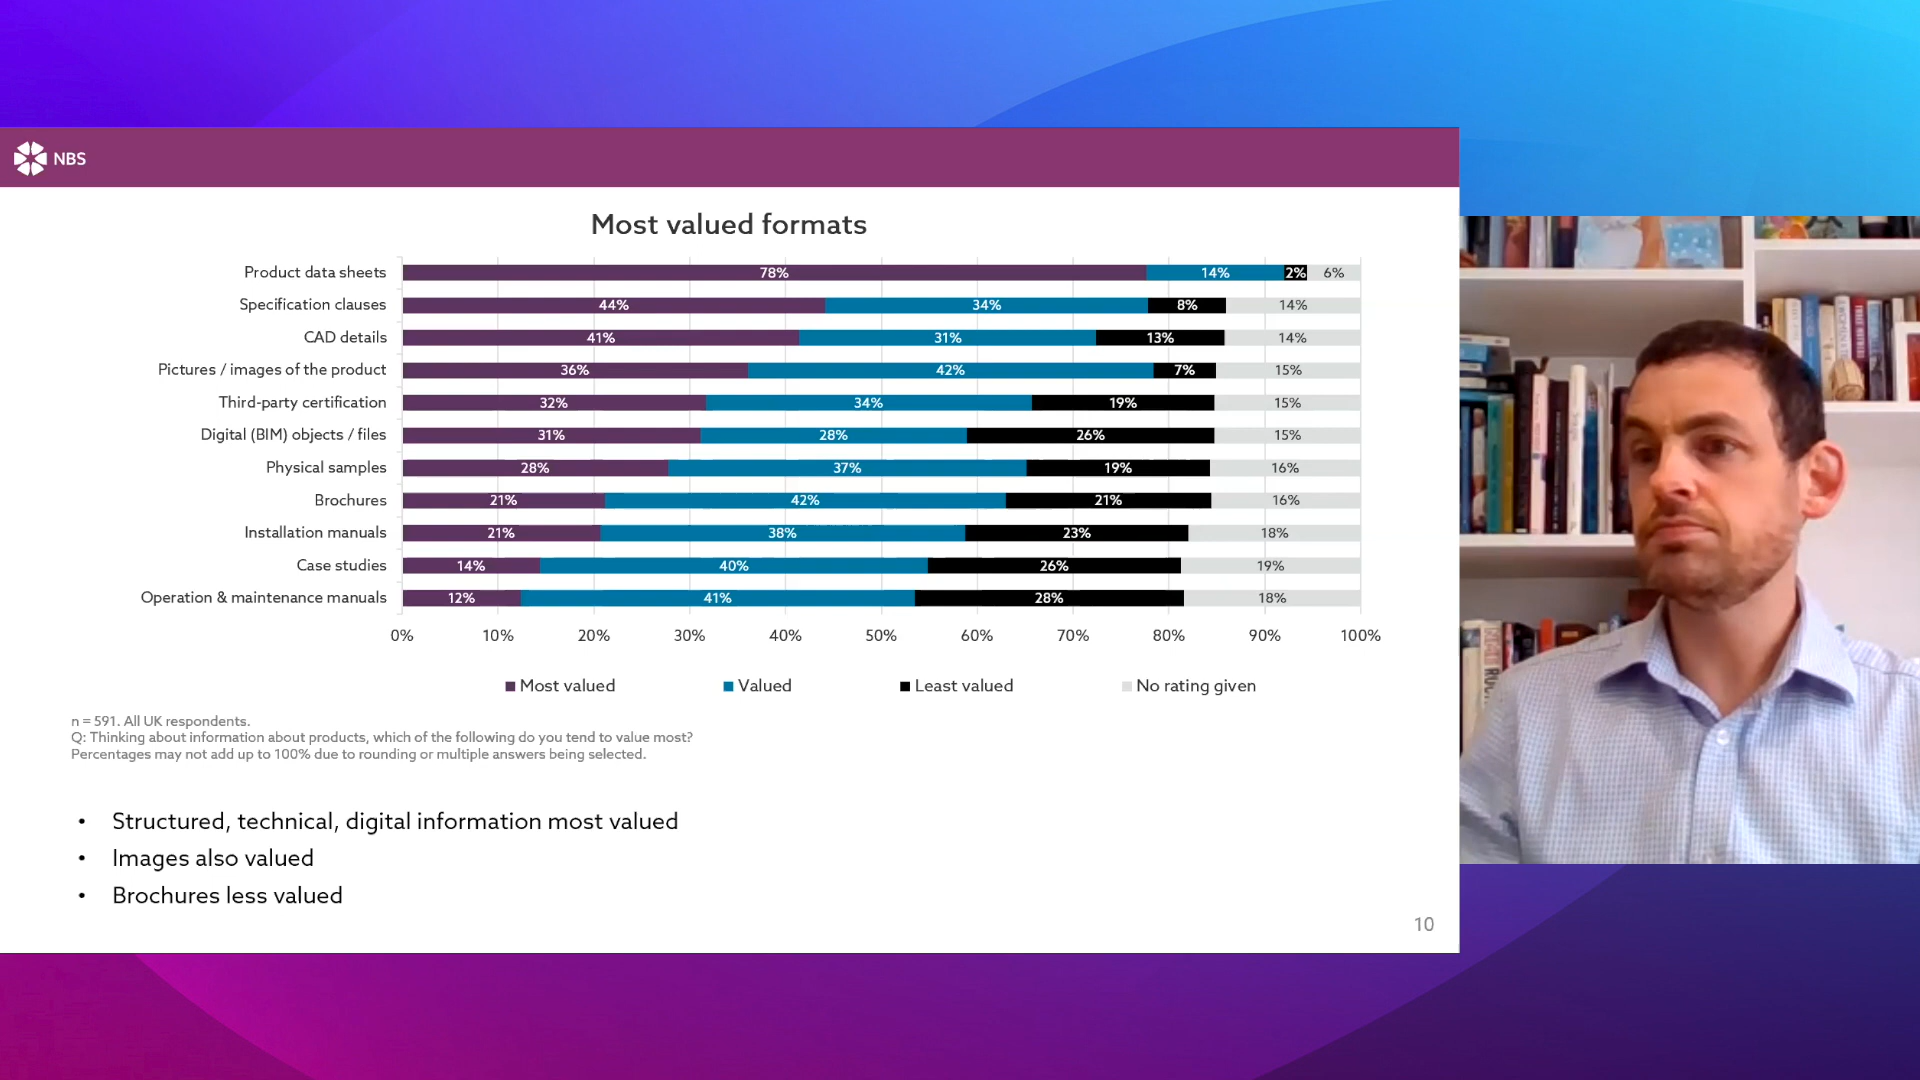 NBS
Most valued formats
Product data sheets 78% 14% 2% 6%
Specification clauses 44% 34% 8% 14%
CAD details 41% 31% 13% 14%
Pictures / images of the product 36% 42% 7% 15%
Third-party certification 32% 34% 19% 15%
Digital (BIM) objects / files 31% 28% 26% 15%
Physical samples 28% 37% 19% 16%
Brochures 21% 42% 21% 16%
Installation manuals 21% 38% 23% 18%
Case studies 14% 40% 26% 19%
Operation & maintenance manuals 12% 41% 28% 18%
0% 10% 20% 30% 40% 50% 60% 70% 80% 90% 100%
Most valued Valued Least valued No rating given
n = 591. All UK respondents.
Q: Thinking about information about products, which of the following do you tend to value most?
Percentages may not add up to 100% due to rounding or multiple answers being selected.
• Structured, technical, digital information most valued
• Images also valued
• Brochures less valued
10